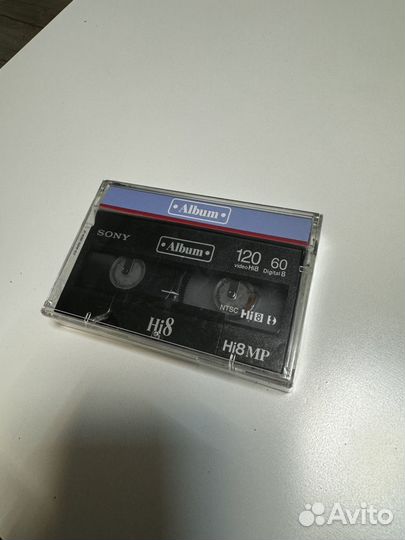 Album
SONY
Album
120 60
video Hi8 Digital 8
NTSC Hi8
Hi8
Hi8 MP
Avito